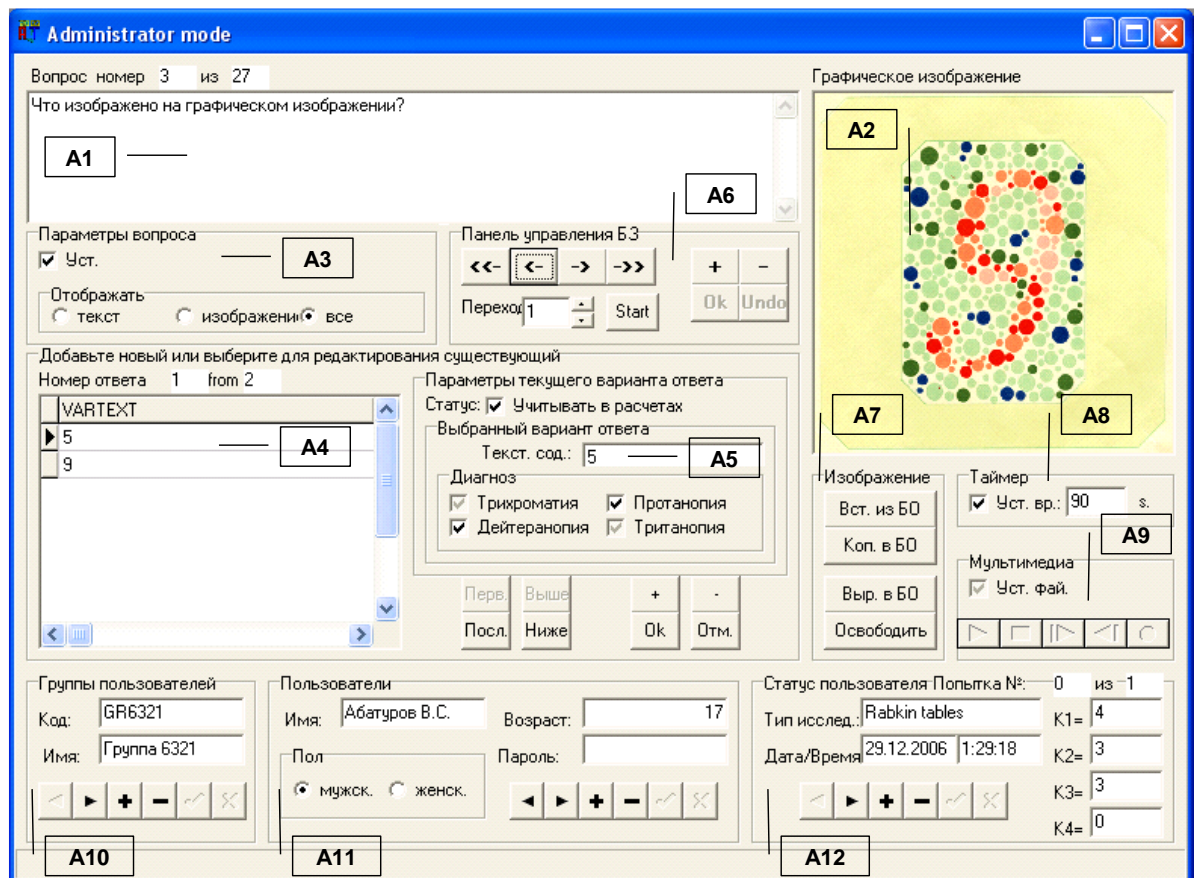 Administrator mode
Вопрос номер 3 из 27
Что изображено на графическом изображении?
A1
Графическое изображение
A2
9
A6
Параметры вопроса
Уст.
A3
Отображать
текст изображени все
Панель управления БЗ
<<- <- -> ->> + -
Переход 1 Start Ok Undo
Добавьте новый или выберите для редактирования существующий
Номер ответа 1 from 2
VARTEXT
5
9
A4
Параметры текущего варианта ответа
Статус: Учитывать в расчетах
Выбранный вариант ответа
Текст. сод.: 5
A5
Диагноз
Трихроматия Протанопия
Дейтеранопия Тританопия
Перв. Выше + -
Посл. Ниже Ok Отм.
A7
A8
Изображение
Вст. из БО
Коп. в БО
Выр. в БО
Освободить
Таймер
Уст. вр.: 90 s.
A9
Мультимедиа
Уст. фай.
Группы пользователей
Код: GR6321
Имя: Группа 6321
A10
Пользователи
Имя: Абатуров В.С. Возраст: 17
Пол Пароль:
мужск. женск.
A11
Статус пользователя Попытка №: 0 из 1
Тип исслед.: Rabkin tables K1= 4
Дата/Время 29.12.2006 1:29:18 K2= 3
K3= 3
K4= 0
A12